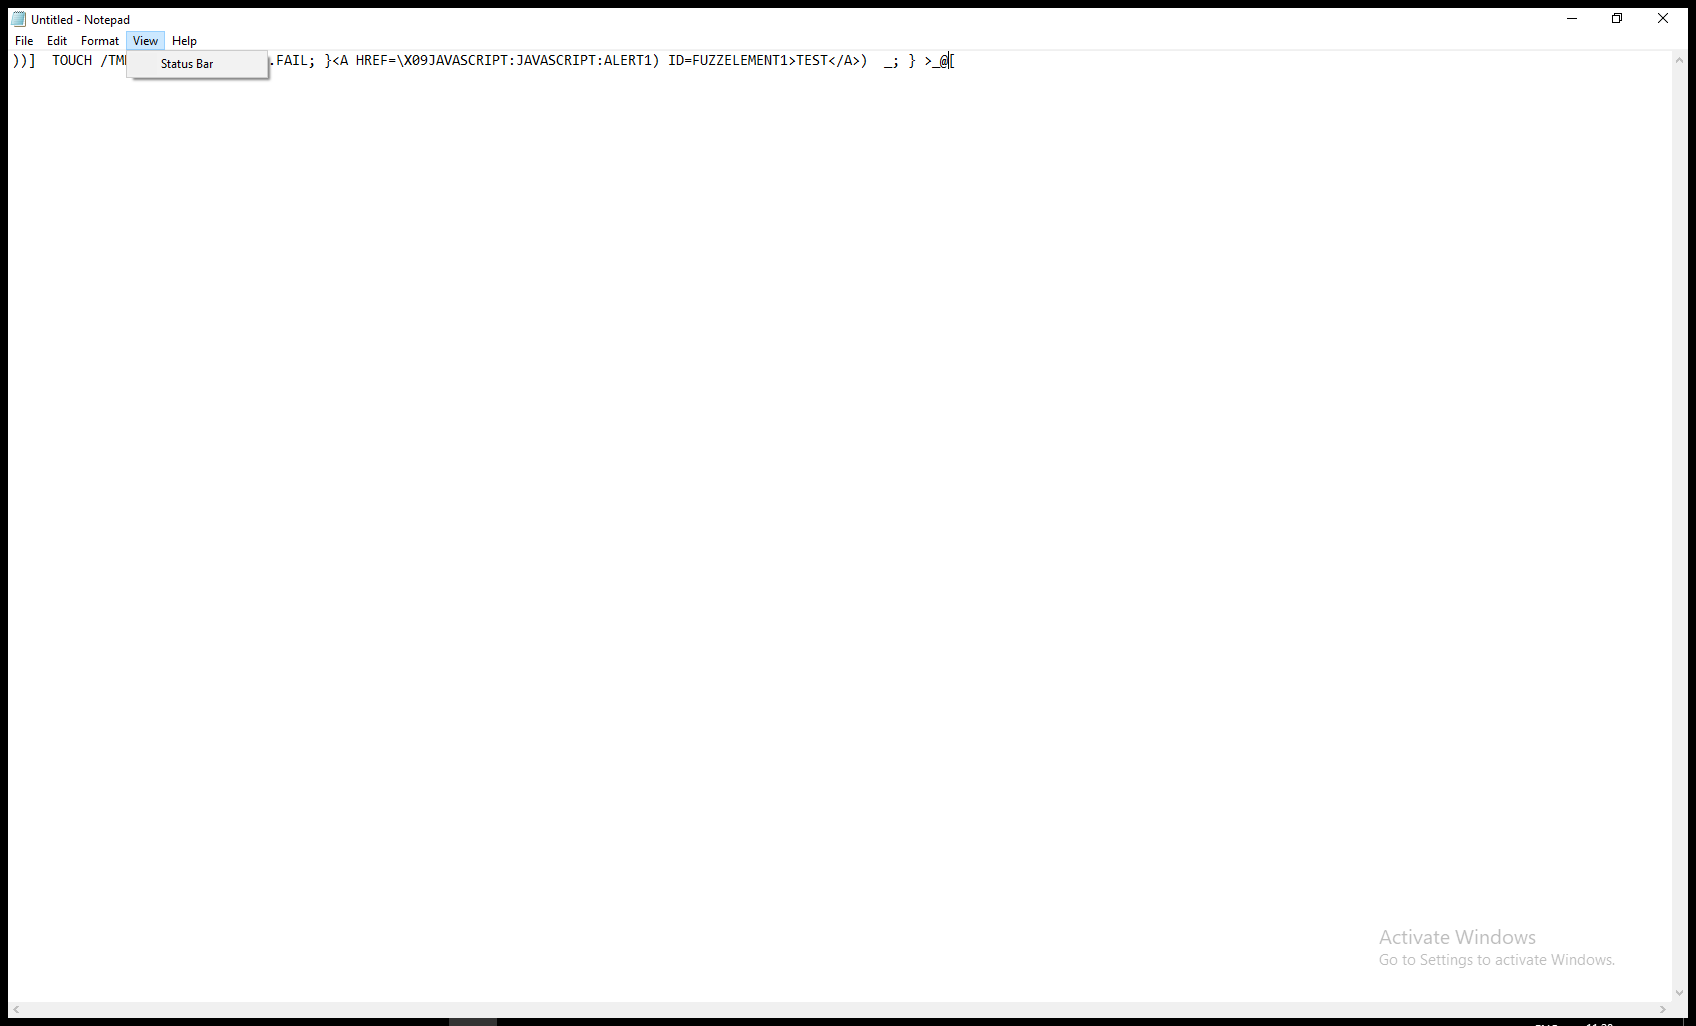 Untitled - Notepad
File Edit Format View Help
))]  TOUCH /TM
Status Bar
.FAIL; }<A HREF=\X09JAVASCRIPT:JAVASCRIPT:ALERT1) ID=FUZZELEMENT1>TEST</A>)  _; } >_@[
Activate Windows
Go to Settings to activate Windows.